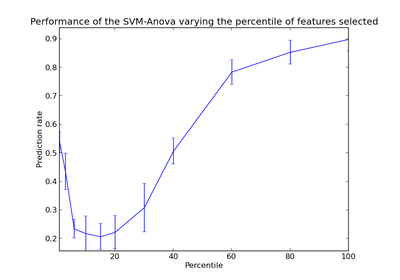 Performance of the SVM-Anova varying the percentile of features selected
0.9
0.8
0.7
0.6
0.5
0.4
0.3
0.2
Prediction rate
20 40 60 80 100
Percentile